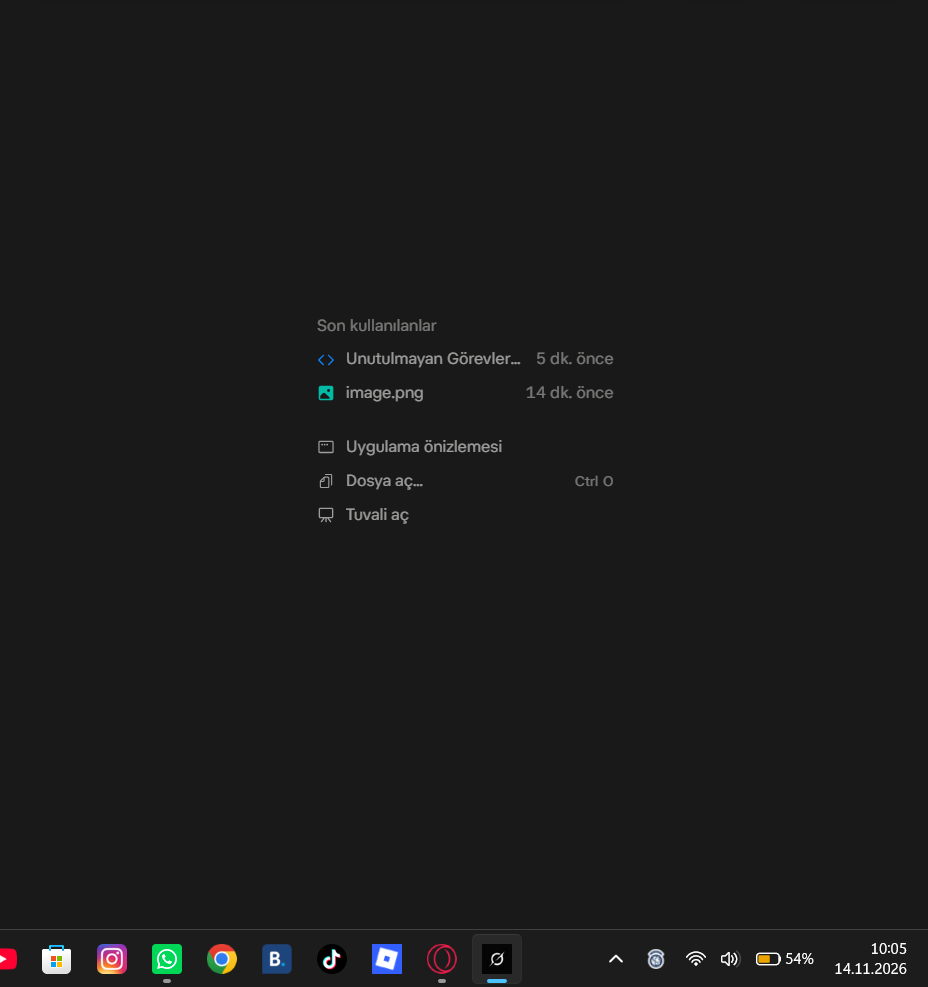 Son kullanılanlar
Unutulmayan Görevler... 5 dk. önce
image.png 14 dk. önce
Uygulama önizlemesi
Dosya aç... Ctrl O
Tuvali aç
B.
54%
10:05
14.11.2026